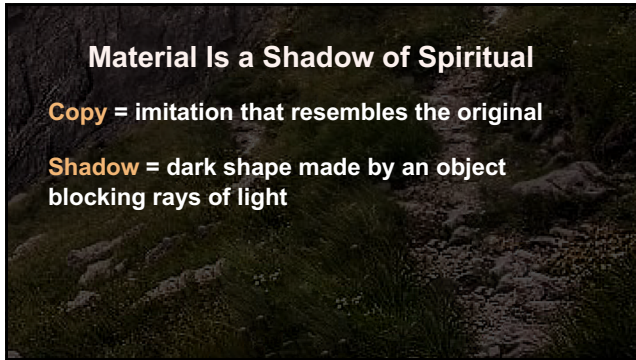 Material Is a Shadow of Spiritual
Copy = imitation that resembles the original
Shadow = dark shape made by an object
blocking rays of light